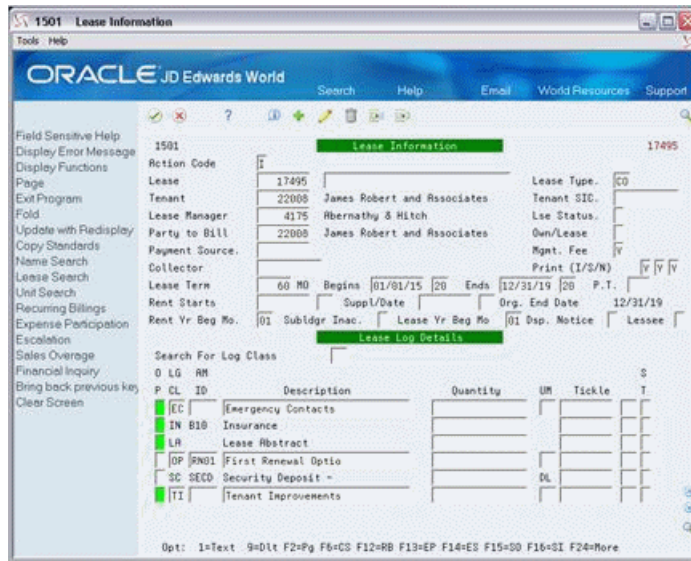 1501 Lease Information
Tools Help
ORACLE JD Edwards World
Search Help Email World Resources Support
Field Sensitive Help
Display Error Message
Display Functions
Page
Exit Program
Fold
Update with Redisplay
Copy Standards
Name Search
Lease Search
Unit Search
Recurring Billings
Expense Participation
Escalation
Sales Overage
Financial Inquiry
Bring back previous key
Clear Screen
1501 Lease Information 17495
Action Code I
Lease 17495 Lease Type. CO
Tenant 22008 James Robert and Associates Tenant SIC.
Lease Manager 4175 Abernathy & Hitch Lse Status.
Party to Bill 22008 James Robert and Associates Own/Lease
Payment Source. Mgmt. Fee Y
Collector Print (I/S/N) Y Y Y
Lease Term 60 MO Begins 01/01/15 20 Ends 12/31/19 20 P.T.
Rent Starts Suppl/Date Org. End Date 12/31/19
Rent Yr Beg Mo. 01 Subldgr Inac. Lease Yr Beg Mo 01 Dsp. Notice Lessee
Lease Log Details
Search For Log Class
O LG AM S
P CL ID Description Quantity UM Tickle T
EC Emergency Contacts
IN B10 Insurance
LA Lease Abstract
OP RN01 First Renewal Optio
SC SECD Security Deposit - DL
TI Tenant Improvements
Opt: 1=Text 9=Dlt F2=Pg F6=CS F12=RB F13=EP F14=ES F15=SO F16=SI F24=More